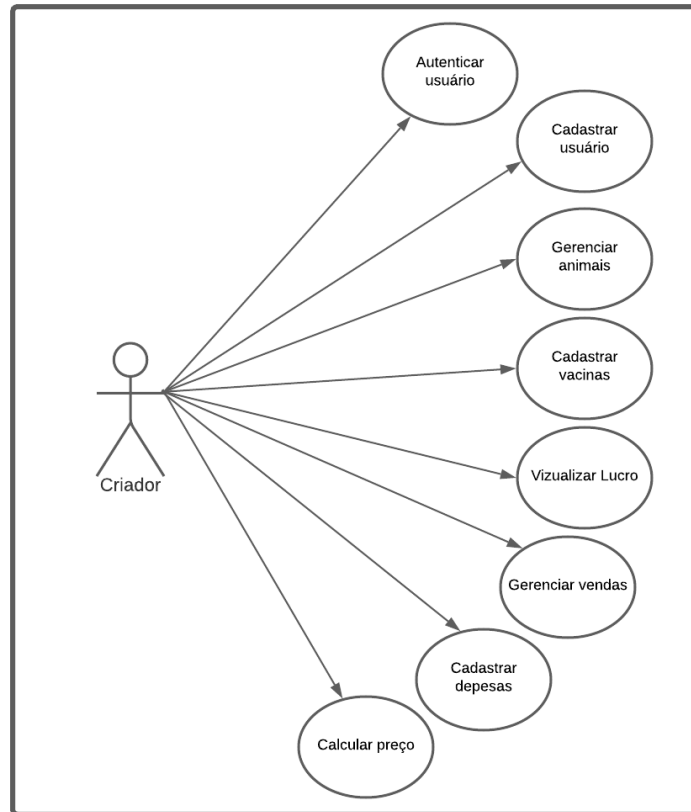 Autenticar
usuário
Cadastrar
usuário
Gerenciar
animais
Cadastrar
vacinas
Criador
Vizualizar Lucro
Gerenciar vendas
Cadastrar
depesas
Calcular preço